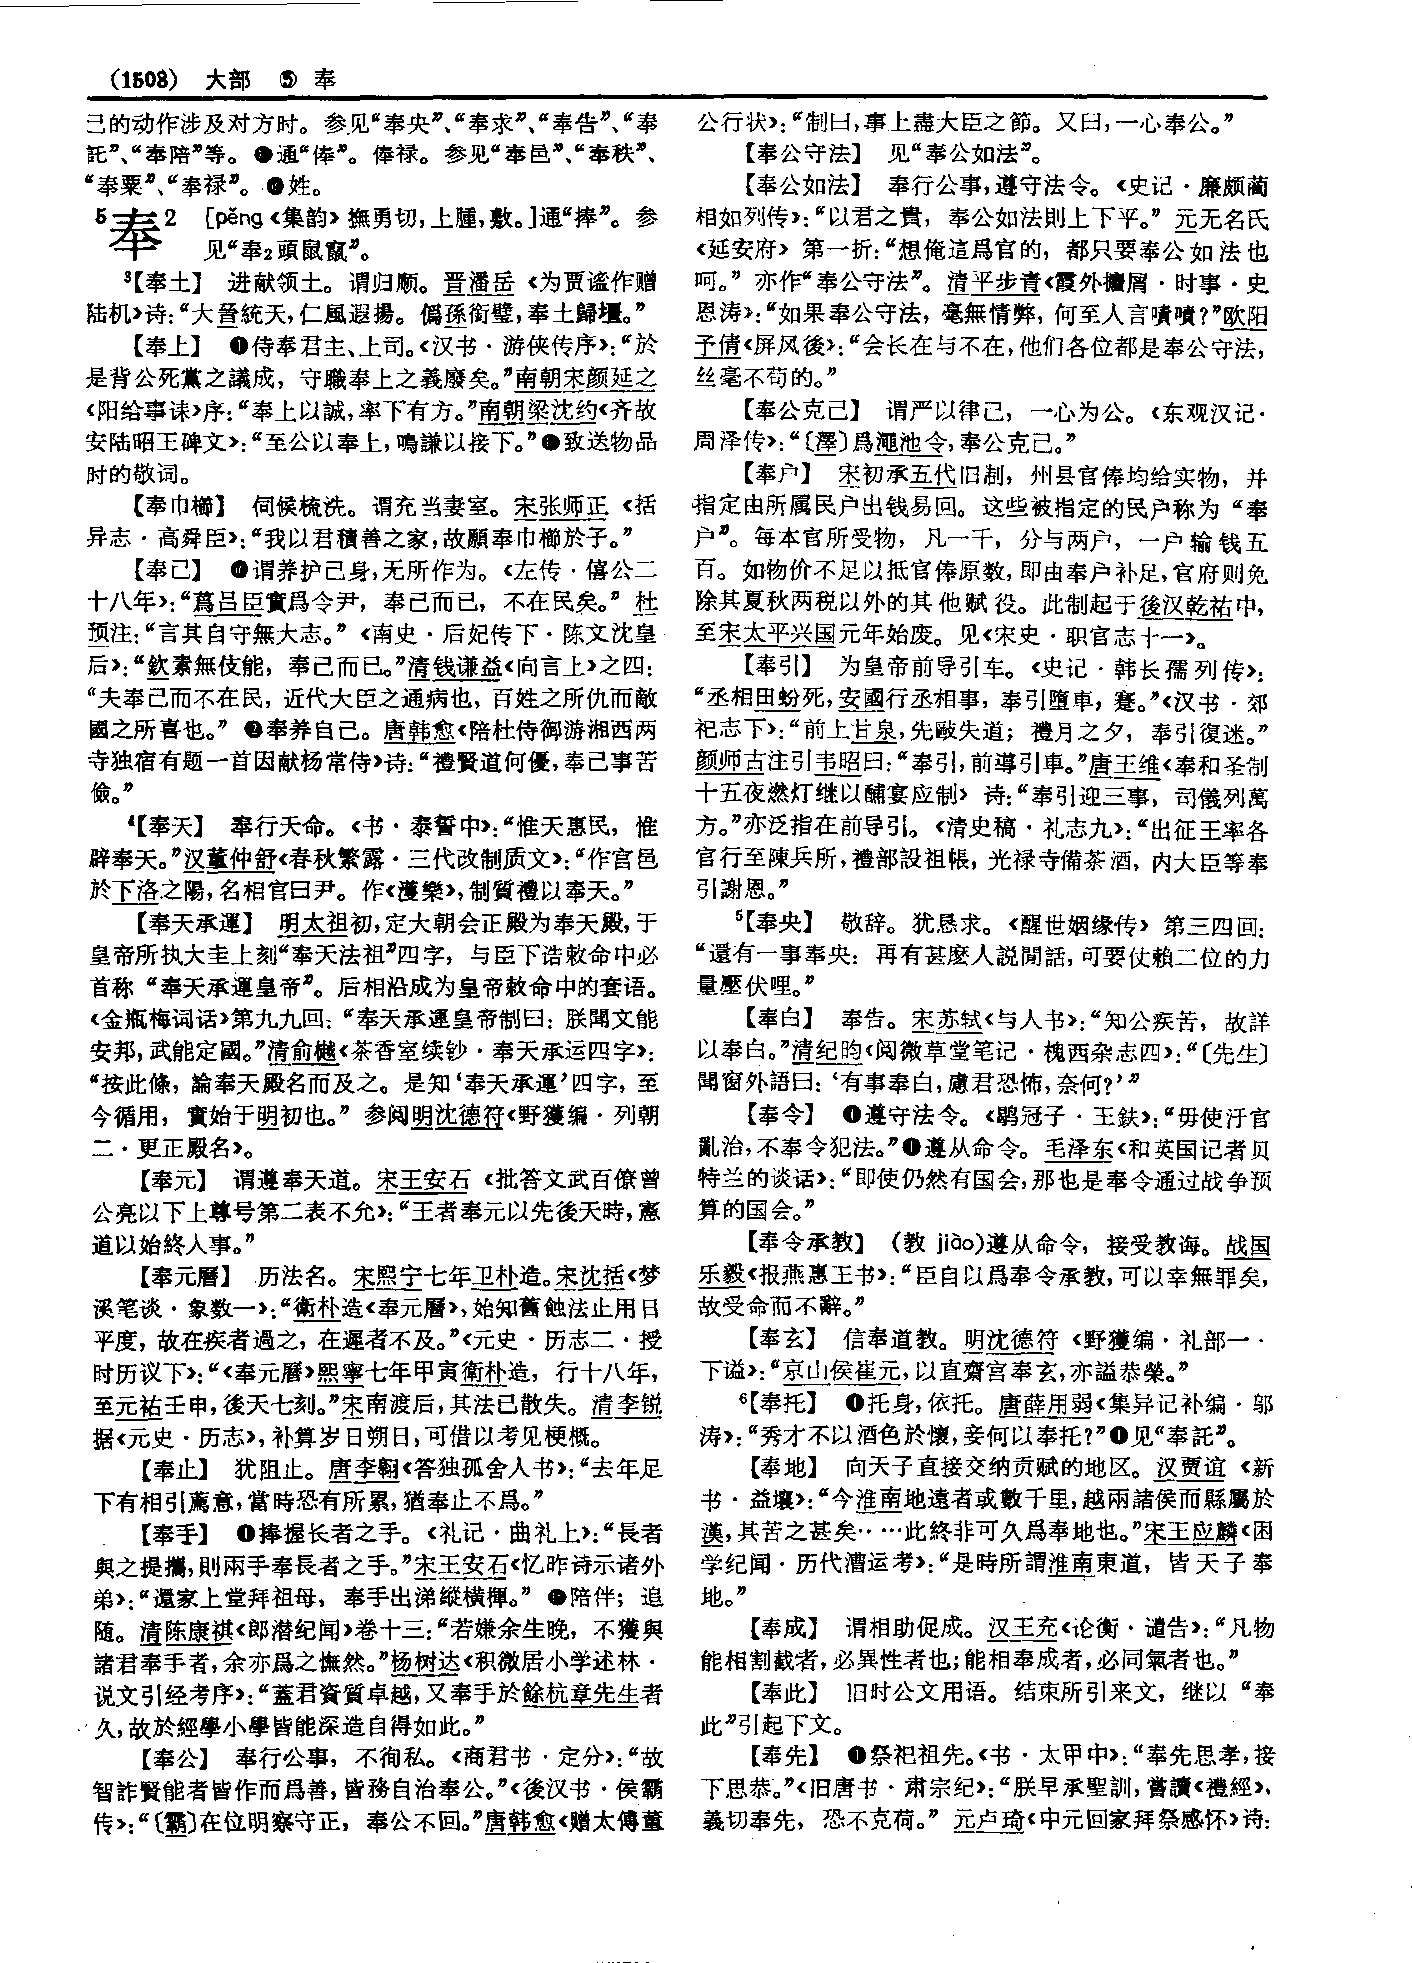 (1508) 大部 ⑤ 奉
己的动作涉及对方时。参见“奉央”、“奉求”、“奉告”、“奉
託”、“奉陪”等。通“俸”。俸禄。参见“奉邑”、“奉秩”、
“奉粟”、“奉禄”。姓。
5奉2 [pěng《集韵》撫勇切,上腫,敷。]通“捧”。参
见“奉2頭鼠竄”。
³【奉土】 进献领土。谓归顺。晋潘岳《为贾谧作赠
陆机》诗:“大晉統天,仁風遐揚。僞孫銜璧,奉土歸壃。”
【奉上】 ❶侍奉君主、上司。《汉书·游侠传序》:“於
是背公死黨之議成,守職奉上之義廢矣。”南朝宋颜延之
《阳给事诔》序:“奉上以誠,率下有方。”南朝梁沈约《齐故
安陆昭王碑文》:“至公以奉上,鳴謙以接下。”致送物品
时的敬词。
【奉巾櫛】 伺候梳洗。谓充当妻室。宋张师正《括
异志·高舜臣》:“我以君積善之家,故願奉巾櫛於子。”
【奉己】 ❶谓养护己身,无所作为。《左传·僖公二
十八年》:“蔿吕臣實爲令尹,奉己而已,不在民矣。”杜
预注:“言其自守無大志。”《南史·后妃传下·陈文沈皇
后》:“欽素無伎能,奉己而已。”清钱谦益《向言上》之四:
“夫奉己而不在民,近代大臣之通病也,百姓之所仇而敵
國之所喜也。”❷奉养自己。唐韩愈《陪杜侍御游湘西两
寺独宿有题一首因献杨常侍》诗:“禮賢道何優,奉己事苦
儉。”
⁴【奉天】 奉行天命。《书·泰誓中》:“惟天惠民,惟
辟奉天。”汉董仲舒《春秋繁露·三代改制质文》:“作宫邑
於下洛之陽,名相官曰尹。作《濩樂》,制質禮以奉天。”
【奉天承運】 明太祖初,定大朝会正殿为奉天殿,于
皇帝所执大圭上刻“奉天法祖”四字,与臣下诰敕命中必
首称“奉天承運皇帝”。后相沿成为皇帝敕命中的套语。
《金瓶梅词话》第九九回:“奉天承運皇帝制曰:朕聞文能
安邦,武能定國。”清俞樾《茶香室续钞·奉天承运四字》:
“按此條,論奉天殿名而及之。是知‘奉天承運’四字,至
今循用,實始于明初也。”参阅明沈德符《野獲编·列朝
二·更正殿名》。
【奉元】 谓遵奉天道。宋王安石《批答文武百僚曾
公亮以下上尊号第二表不允》:“王者奉元以先後天時,憲
道以始終人事。”
【奉元曆】 历法名。宋熙宁七年卫朴造。宋沈括《梦
溪笔谈·象数一》:“衛朴造《奉元曆》,始知舊蝕法止用日
平度,故在疾者過之,在遲者不及。”《元史·历志二·授
时历议下》:“《奉元曆》熙寧七年甲寅衛朴造,行十八年,
至元祐壬申,後天七刻。”宋南渡后,其法已散失。清李锐
据《元史·历志》,补算岁日朔日,可借以考见梗概。
【奉止】 犹阻止。唐李翱《答独孤舍人书》:“去年足
下有相引薦意,當時恐有所累,猶奉止不爲。”
【奉手】 ❶捧握长者之手。《礼记·曲礼上》:“長者
與之提攜,則兩手奉長者之手。”宋王安石《忆昨诗示诸外
弟》:“還家上堂拜祖母,奉手出涕縱横揮。”陪伴;追
随。清陈康祺《郎潜纪闻》卷十三:“若嫌余生晚,不獲與
諸君奉手者,余亦爲之憮然。”杨树达《积微居小学述林·
说文引经考序》:“蓋君資質卓越,又奉手於餘杭章先生者
久,故於經學小學皆能深造自得如此。”
【奉公】 奉行公事,不徇私。《商君书·定分》:“故
智詐賢能者皆作而爲善,皆務自治奉公。”《後汉书·侯霸
传》:“〔霸〕在位明察守正,奉公不回。”唐韩愈《赠太傅董
公行状》:“制曰,事上盡大臣之節。又曰,一心奉公。”
【奉公守法】 见“奉公如法”。
【奉公如法】 奉行公事,遵守法令。《史记·廉颇蔺
相如列传》:“以君之貴,奉公如法則上下平。”元无名氏
《延安府》第一折:“想俺這爲官的,都只要奉公如法也
呵。”亦作“奉公守法”。清平步青《霞外攟屑·时事·史
恩涛》:“如果奉公守法,毫無情弊,何至人言嘖嘖?”欧阳
予倩《屏风後》:“会长在与不在,他们各位都是奉公守法,
丝毫不苟的。”
【奉公克己】 谓严以律己,一心为公。《东观汉记·
周泽传》:“〔澤〕爲澠池令,奉公克己。”
【奉户】 宋初承五代旧制,州县官俸均给实物,并
指定由所属民户出钱易回。这些被指定的民户称为“奉
户”。每本官所受物,凡一千,分与两户,一户输钱五
百。如物价不足以抵官俸原数,即由奉户补足,官府则免
除其夏秋两税以外的其他赋役。此制起于後汉乾祐中,
至宋太平兴国元年始废。见《宋史·职官志十一》。
【奉引】 为皇帝前导引车。《史记·韩长孺列传》:
“丞相田蚡死,安國行丞相事,奉引墮車,蹇。”《汉书·郊
祀志下》:“前上甘泉,先敺失道;禮月之夕,奉引復迷。”
颜师古注引韦昭曰:“奉引,前導引車。”唐王维《奉和圣制
十五夜燃灯继以酺宴应制》诗:“奉引迎三事,司儀列萬
方。”亦泛指在前导引。《清史稿·礼志九》:“出征王率各
官行至陳兵所,禮部設祖帳,光禄寺備茶酒,内大臣等奉
引謝恩。”
⁵【奉央】 敬辞。犹恳求。《醒世姻缘传》第三四回:
“還有一事奉央:再有甚麽人説閒話,可要仗賴二位的力
量壓伏哩。”
【奉白】 奉告。宋苏轼《与人书》:“知公疾苦,故詳
以奉白。”清纪昀《阅微草堂笔记·槐西杂志四》:“〔先生〕
聞窗外語曰:‘有事奉白,慮君恐怖,奈何?’”
【奉令】 ❶遵守法令。《鹖冠子·王鈇》:“毋使汙官
亂治,不奉令犯法。”遵从命令。毛泽东《和英国记者贝
特兰的谈话》:“即使仍然有国会,那也是奉令通过战争预
算的国会。”
【奉令承教】 (教 jiào)遵从命令,接受教诲。战国
乐毅《报燕惠王书》:“臣自以爲奉令承教,可以幸無罪矣,
故受命而不辭。”
【奉玄】 信奉道教。明沈德符《野獲编·礼部一·
下谥》:“京山侯崔元,以直齋宫奉玄,亦謚恭榮。”
⁶【奉托】 ❶托身,依托。唐薛用弱《集异记补编·邬
涛》:“秀才不以酒色於懷,妾何以奉托?”见“奉託”。
【奉地】 向天子直接交纳贡赋的地区。汉贾谊《新
书·益壤》:“今淮南地遠者或數千里,越兩諸侯而縣屬於
漢,其苦之甚矣……此終非可久爲奉地也。”宋王应麟《困
学纪闻·历代漕运考》:“是時所謂淮南東道,皆天子奉
地。”
【奉成】 谓相助促成。汉王充《论衡·谴告》:“凡物
能相割截者,必異性者也;能相奉成者,必同氣者也。”
【奉此】 旧时公文用语。结束所引来文,继以“奉
此”引起下文。
【奉先】 ❶祭祀祖先。《书·太甲中》:“奉先思孝,接
下思恭。”《旧唐书·肃宗纪》:“朕早承聖訓,嘗讀《禮經》,
義切奉先,恐不克荷。”元卢琦《中元回家拜祭感怀》诗: